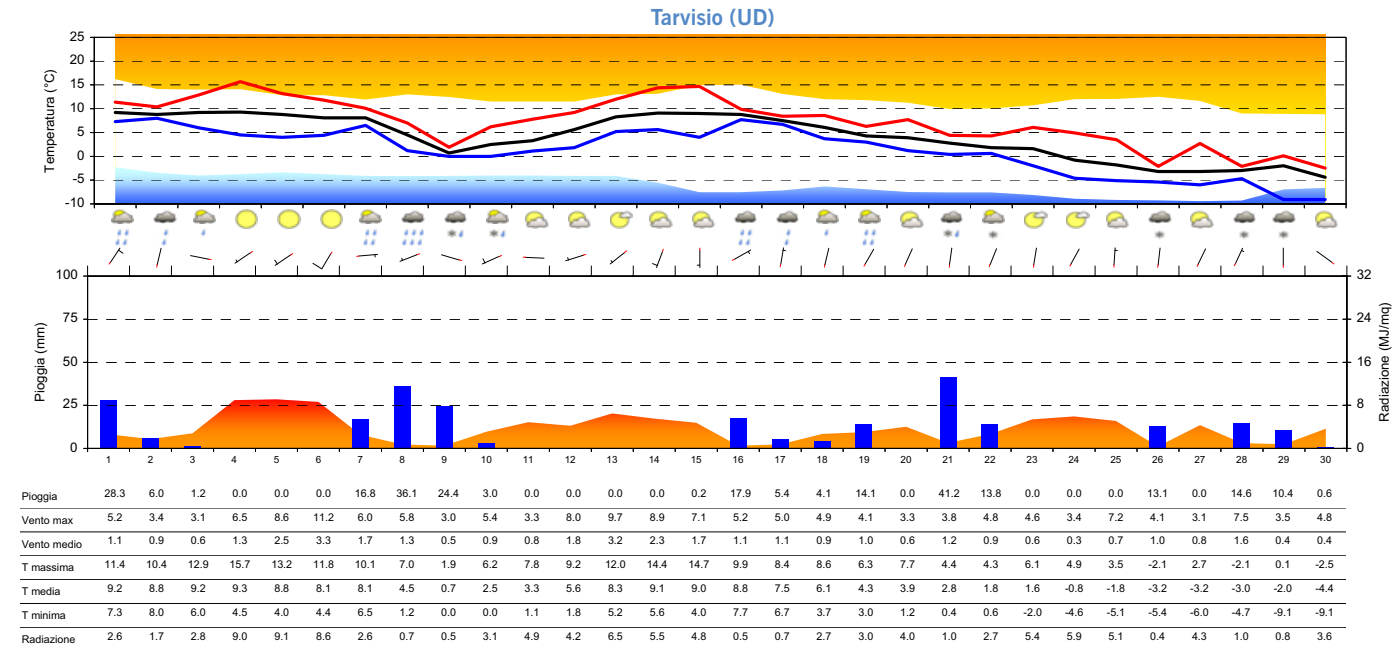 Tarvisio (UD)
25
20
15
10
5
0
-5
-10
Temperatura (°C)
100
75
50
25
0
Pioggia (mm)
32
24
16
8
0
Radiazione (MJ/mq)
1 2 3 4 5 6 7 8 9 10 11 12 13 14 15 16 17 18 19 20 21 22 23 24 25 26 27 28 29 30
Pioggia 28.3 6.0 1.2 0.0 0.0 0.0 16.8 36.1 24.4 3.0 0.0 0.0 0.0 0.0 0.2 17.9 5.4 4.1 14.1 0.0 41.2 13.8 0.0 0.0 0.0 13.1 0.0 14.6 10.4 0.6
Vento max 5.2 3.4 3.1 6.5 8.6 11.2 6.0 5.8 3.0 5.4 3.3 8.0 9.7 8.9 7.1 5.2 5.0 4.9 4.1 3.3 3.8 4.8 4.6 3.4 7.2 4.1 3.1 7.5 3.5 4.8
Vento medio 1.1 0.9 0.6 1.3 2.5 3.3 1.7 1.3 0.5 0.9 0.8 1.8 3.2 2.3 1.7 1.1 1.1 0.9 1.0 0.6 1.2 0.9 0.6 0.3 0.7 1.0 0.8 1.6 0.4 0.4
T massima 11.4 10.4 12.9 15.7 13.2 11.8 10.1 7.0 1.9 6.2 7.8 9.2 12.0 14.4 14.7 9.9 8.4 8.6 6.3 7.7 4.4 4.3 6.1 4.9 3.5 -2.1 2.7 -2.1 0.1 -2.5
T media 9.2 8.8 9.2 9.3 8.8 8.1 8.1 4.5 0.7 2.5 3.3 5.6 8.3 9.1 9.0 8.8 7.5 6.1 4.3 3.9 2.8 1.8 1.6 -0.8 -1.8 -3.2 -3.2 -3.0 -2.0 -4.4
T minima 7.3 8.0 6.0 4.5 4.0 4.4 6.5 1.2 0.0 0.0 1.1 1.8 5.2 5.6 4.0 7.7 6.7 3.7 3.0 1.2 0.4 0.6 -2.0 -4.6 -5.1 -5.4 -6.0 -4.7 -9.1 -9.1
Radiazione 2.6 1.7 2.8 9.0 9.1 8.6 2.6 0.7 0.5 3.1 4.9 4.2 6.5 5.5 4.8 0.5 0.7 2.7 3.0 4.0 1.0 2.7 5.4 5.9 5.1 0.4 4.3 1.0 0.8 3.6